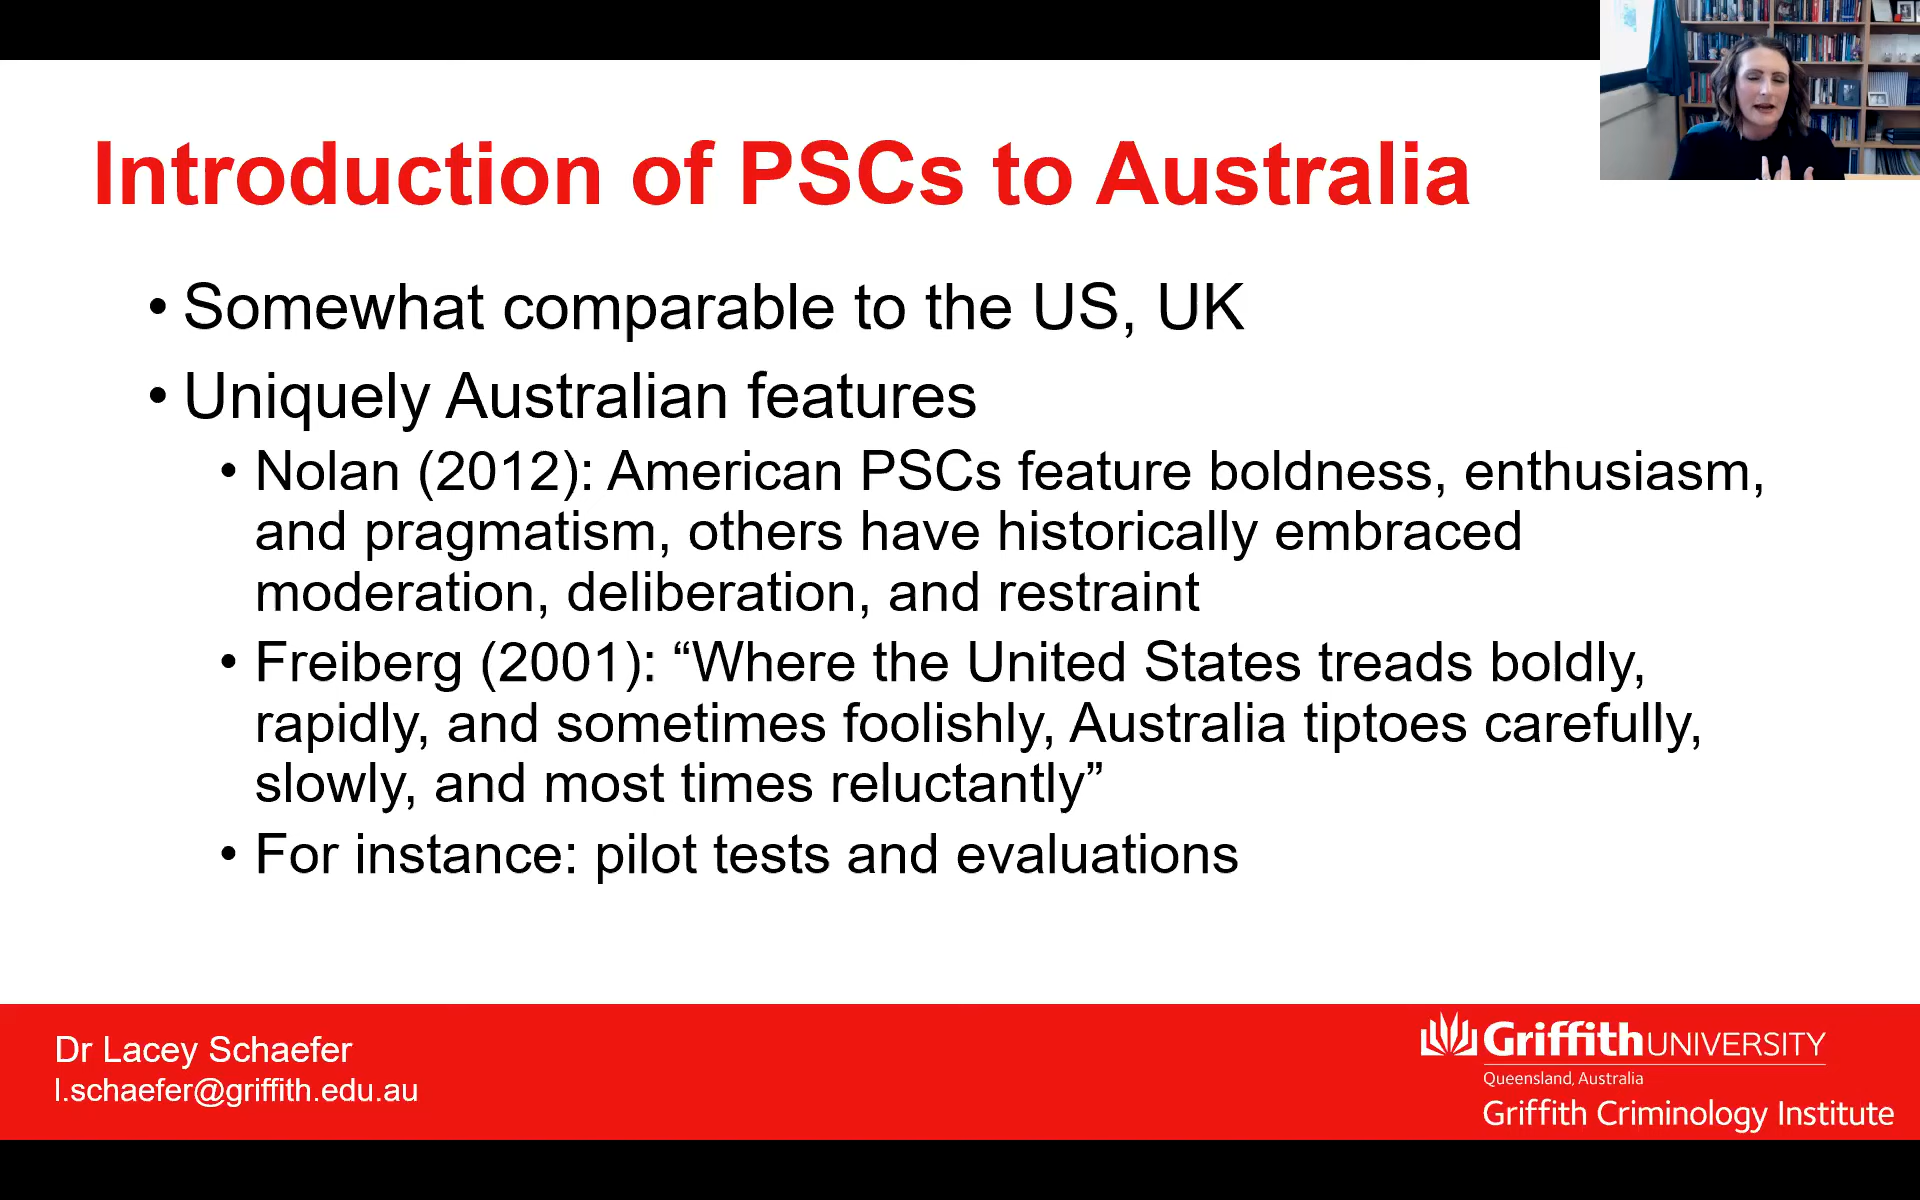 Introduction of PSCs to Australia
• Somewhat comparable to the US, UK
• Uniquely Australian features
• Nolan (2012): American PSCs feature boldness, enthusiasm,
and pragmatism, others have historically embraced
moderation, deliberation, and restraint
• Freiberg (2001): “Where the United States treads boldly,
rapidly, and sometimes foolishly, Australia tiptoes carefully,
slowly, and most times reluctantly”
• For instance: pilot tests and evaluations
Dr Lacey Schaefer
l.schaefer@griffith.edu.au
Griffith UNIVERSITY
Queensland, Australia
Griffith Criminology Institute